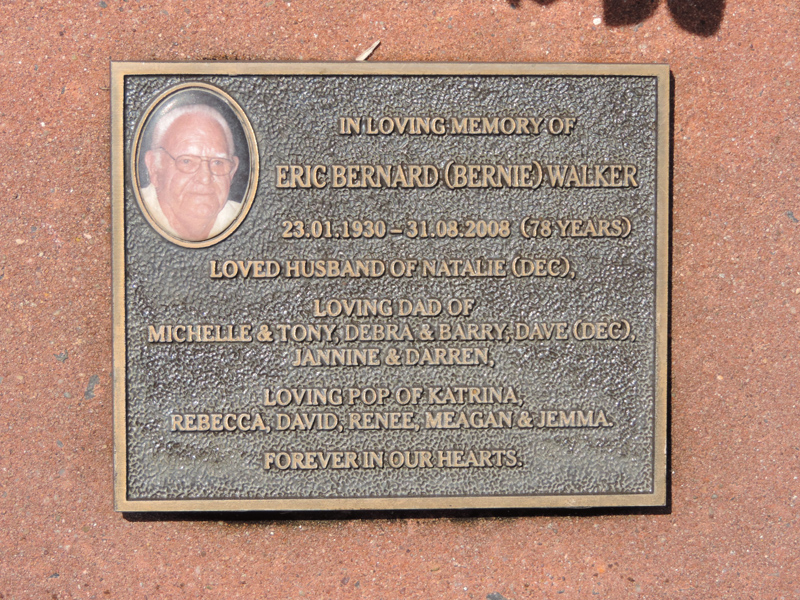 IN LOVING MEMORY OF
ERIC BERNARD (BERNIE) WALKER
23.01.1930 – 31.08.2008 (78 YEARS)
LOVED HUSBAND OF NATALIE (DEC),
LOVING DAD OF
MICHELLE & TONY, DEBRA & BARRY, DAVE (DEC),
JANNINE & DARREN,
LOVING POP OF KATRINA,
REBECCA, DAVID, RENEE, MEAGAN & JEMMA.
FOREVER IN OUR HEARTS.